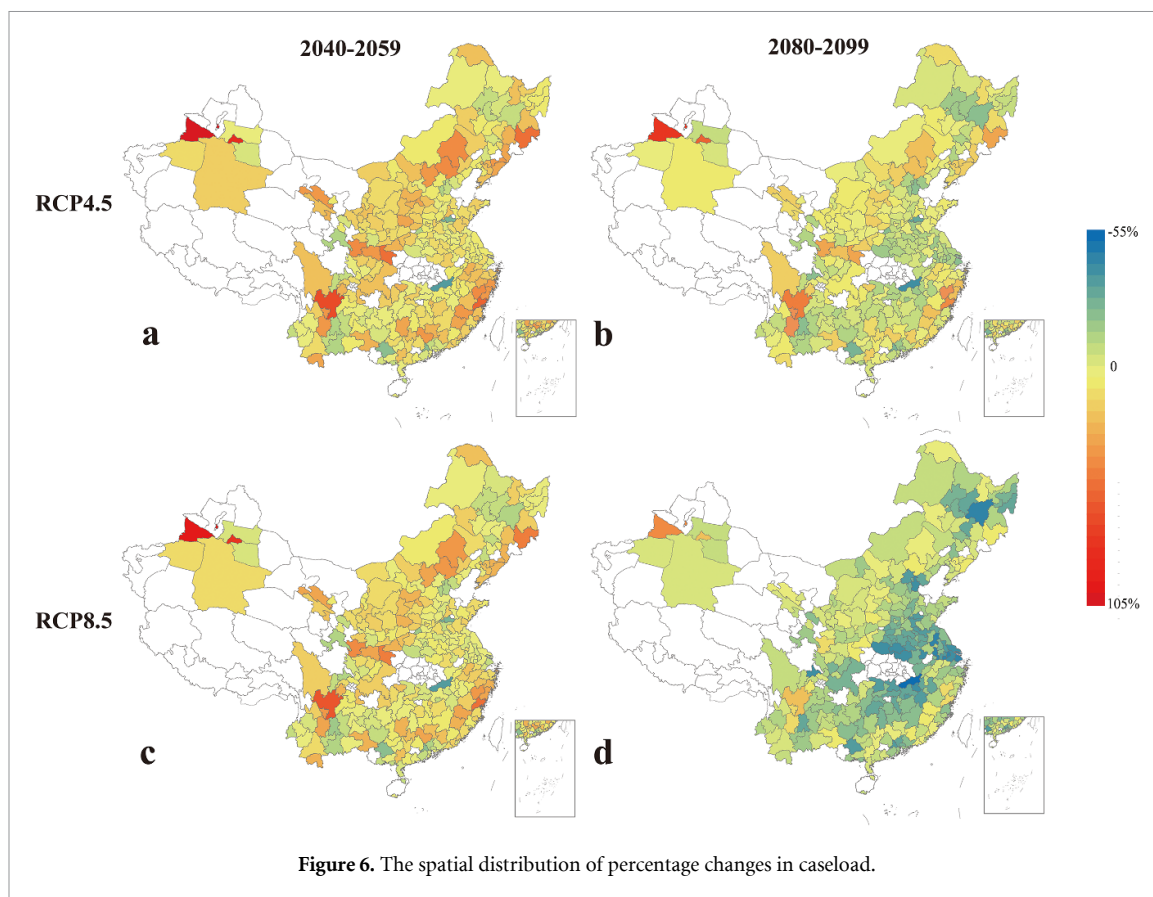 2040-2059
2080-2099
RCP4.5
-55%
a
b
0
105%
RCP8.5
c
d
Figure 6. The spatial distribution of percentage changes in caseload.